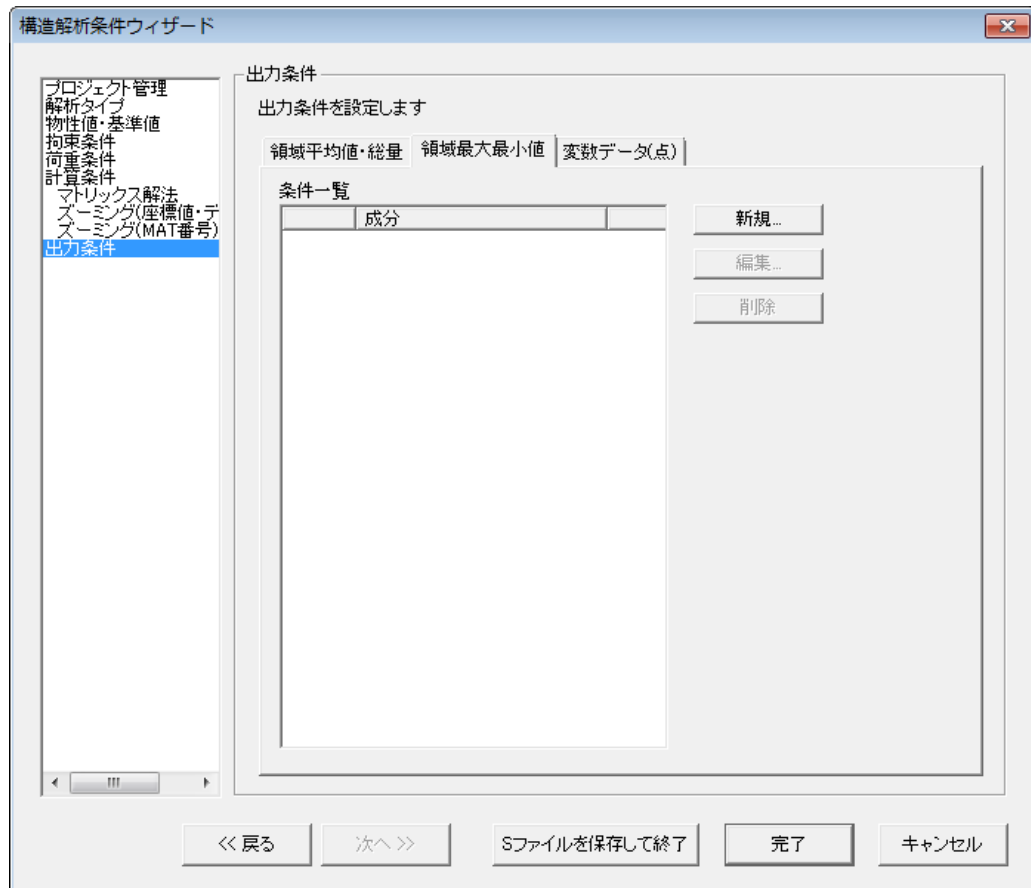 構造解析条件ウィザード
プロジェクト管理
解析タイプ
物性値・基準値
拘束条件
荷重条件
計算条件
マトリックス解法
ズーミング(座標値・デ
ズーミング(MAT番号)
出力条件
出力条件
出力条件を設定します
領域平均値・総量 領域最大最小値 変数データ(点)
条件一覧
成分
新規...
編集...
削除
<< 戻る 次へ >> Sファイルを保存して終了 完了 キャンセル